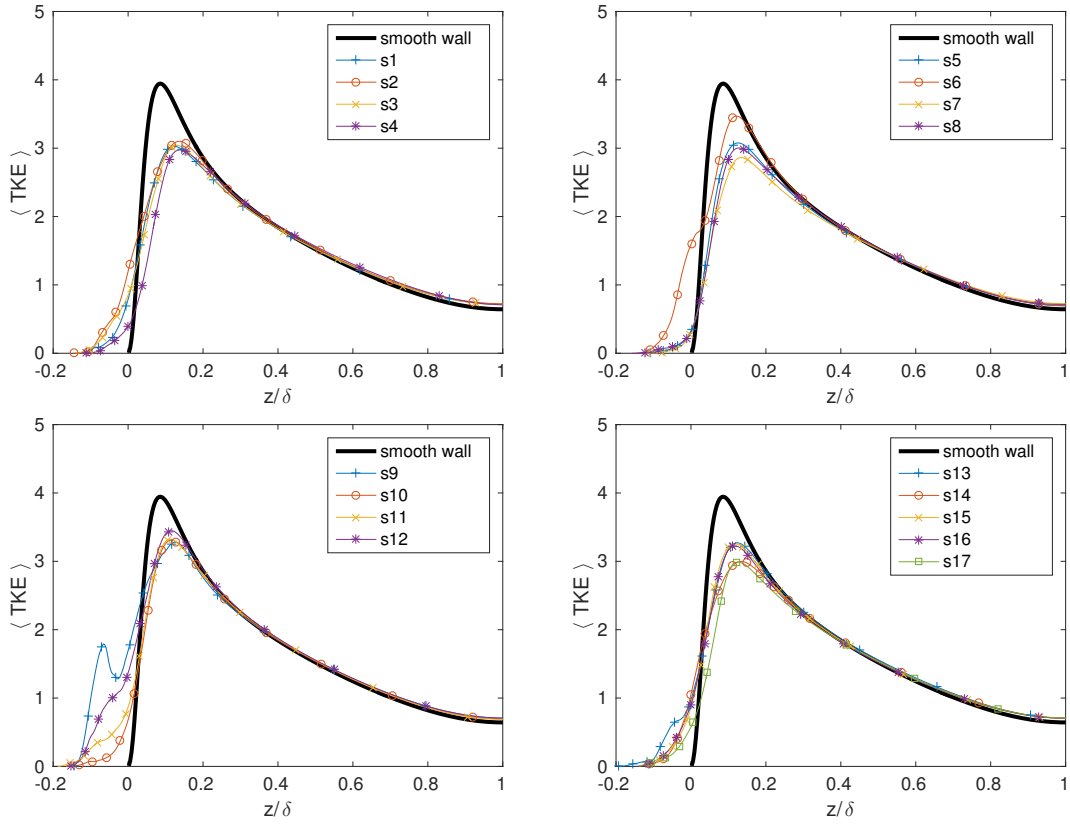 5
4
3
2
1
0
⟨ TKE ⟩
-0.2
0
0.2
0.4
0.6
0.8
1
z/δ
smooth wall
s1
s2
s3
s4
5
4
3
2
1
0
⟨ TKE ⟩
-0.2
0
0.2
0.4
0.6
0.8
1
z/δ
smooth wall
s5
s6
s7
s8
5
4
3
2
1
0
⟨ TKE ⟩
-0.2
0
0.2
0.4
0.6
0.8
1
z/δ
smooth wall
s9
s10
s11
s12
5
4
3
2
1
0
⟨ TKE ⟩
-0.2
0
0.2
0.4
0.6
0.8
1
z/δ
smooth wall
s13
s14
s15
s16
s17